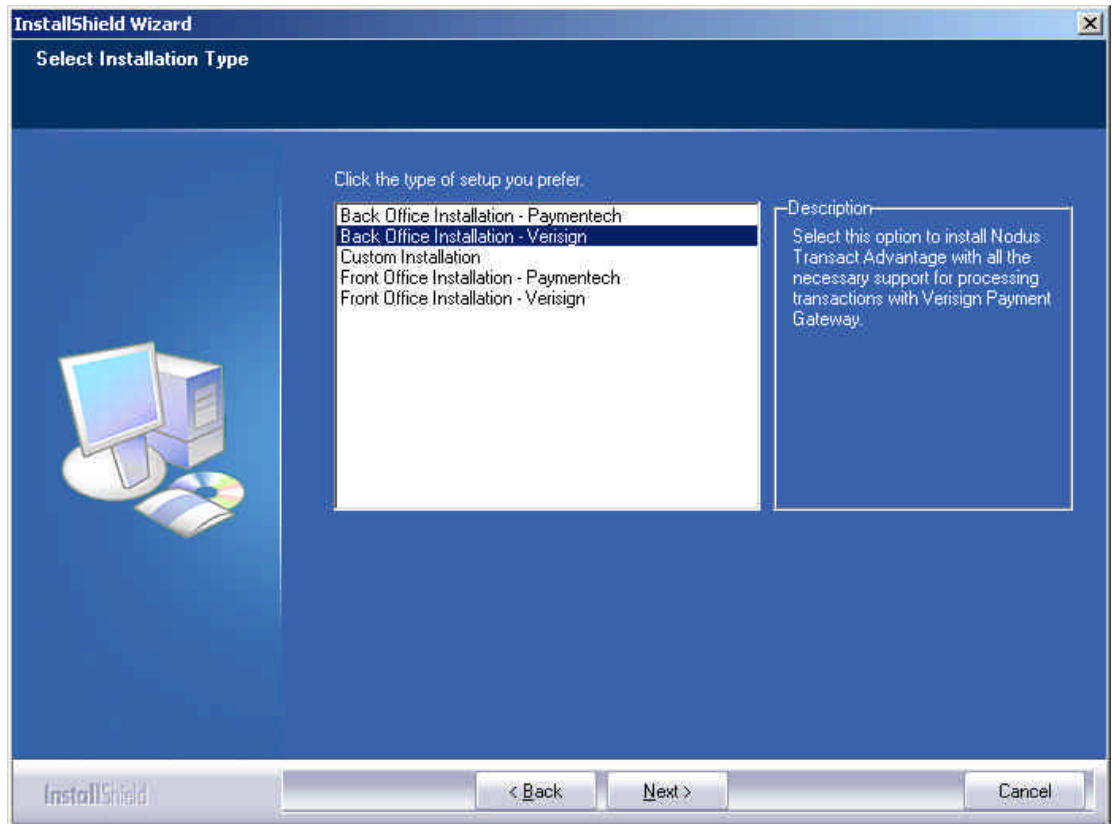 InstallShield Wizard
Select Installation Type
Click the type of setup you prefer.
Back Office Installation - Paymentech
Back Office Installation - Verisign
Custom Installation
Front Office Installation - Paymentech
Front Office Installation - Verisign
Description
Select this option to install Nodus
Transact Advantage with all the
necessary support for processing
transactions with Verisign Payment
Gateway.
InstallShield
< Back
Next >
Cancel